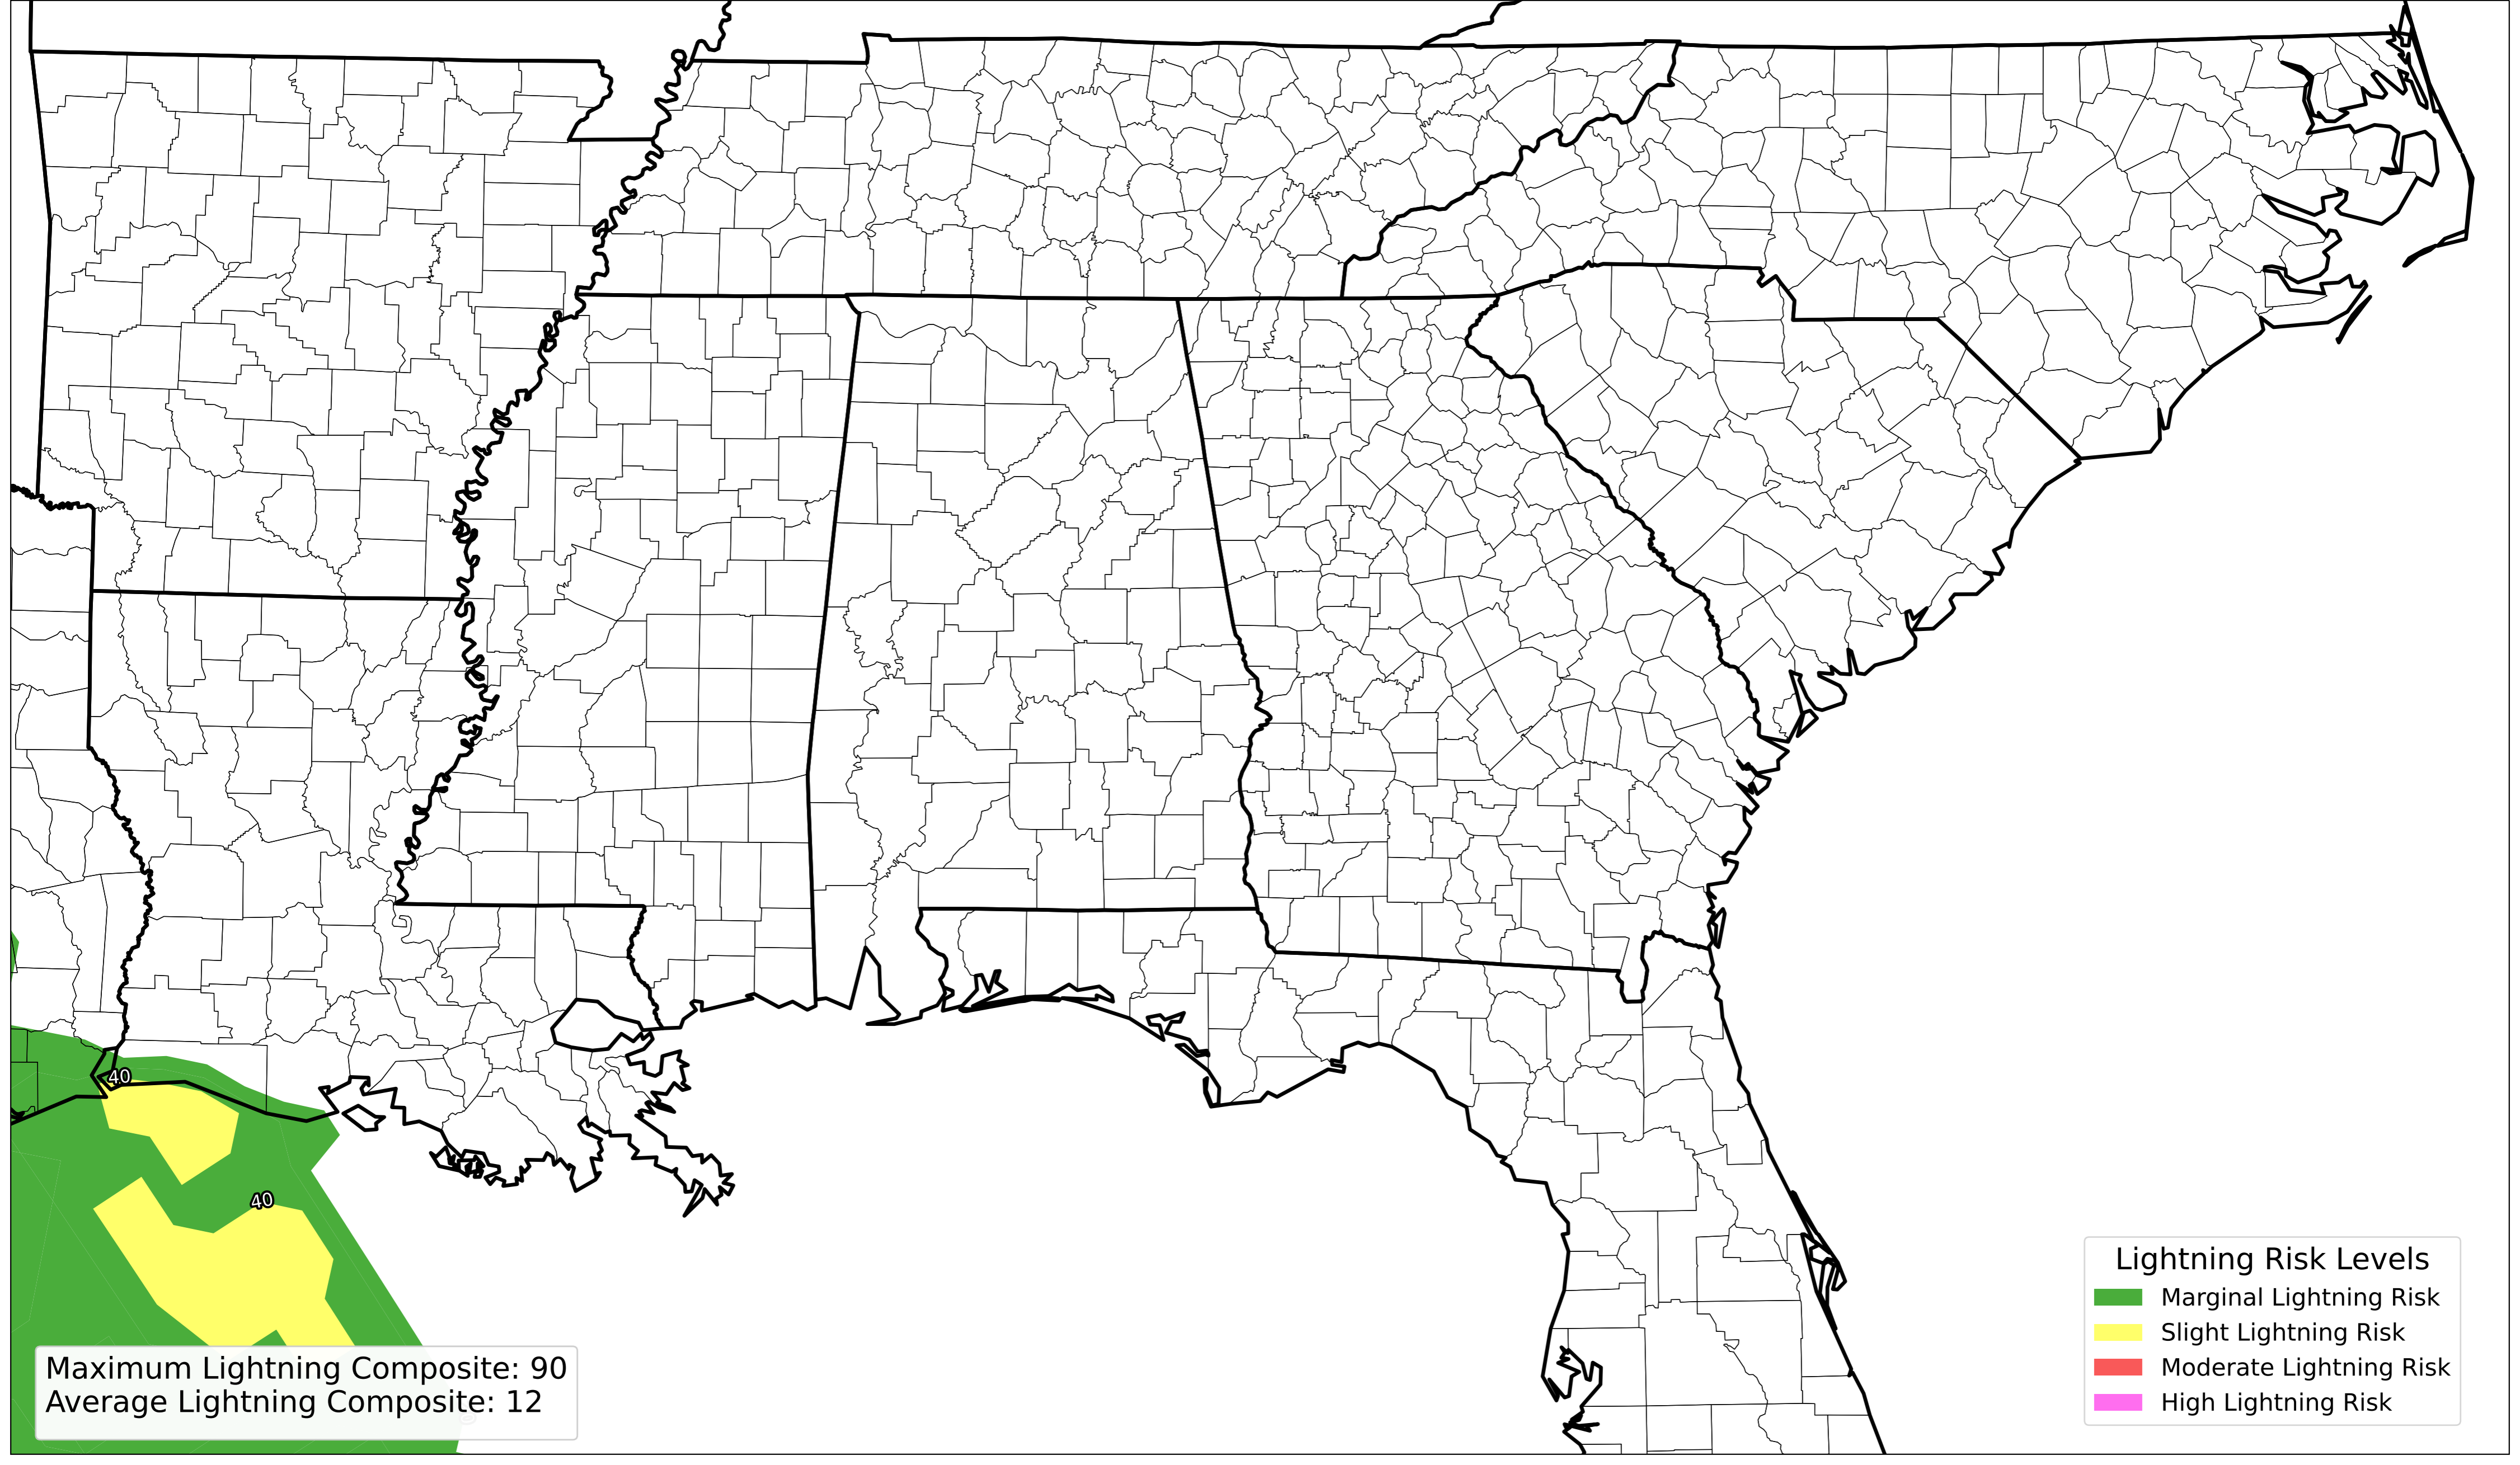 40
40
Lightning Risk Levels
Marginal Lightning Risk
Slight Lightning Risk
Moderate Lightning Risk
High Lightning Risk
Maximum Lightning Composite: 90
Average Lightning Composite: 12